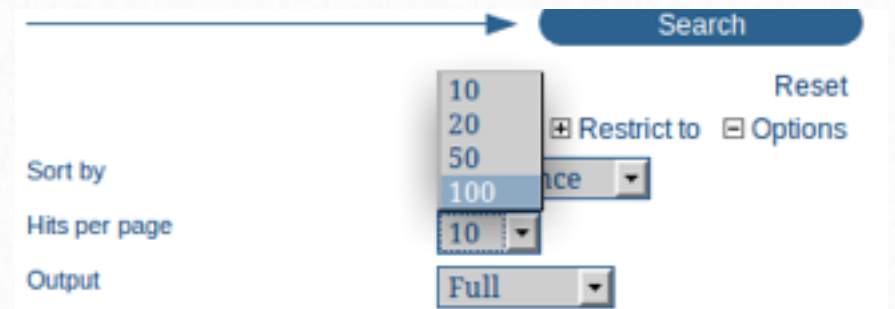 Search
Reset
10
20
Restrict to Options
50
Sort by
100
Hits per page 10
Output Full